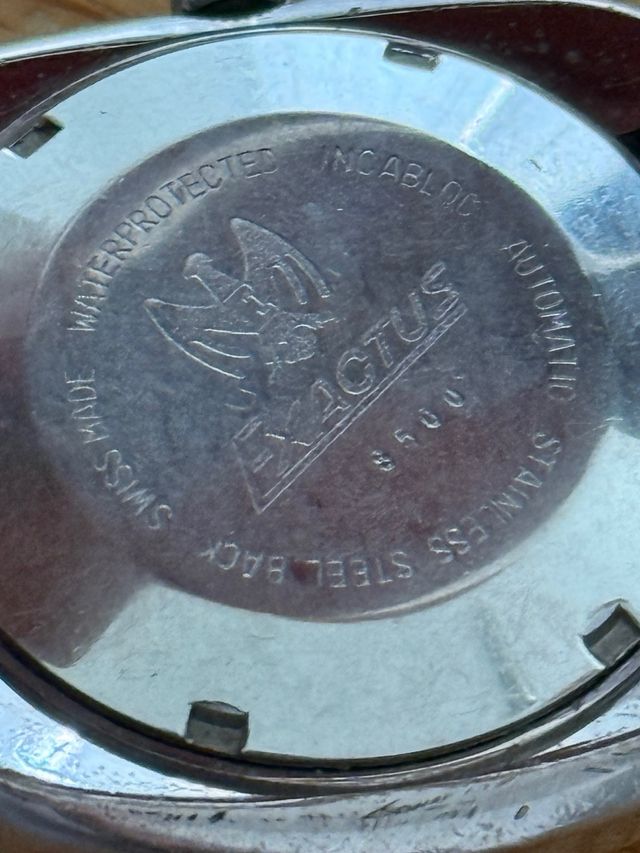 SWISS MADE WATERPROTECTED INCABLOC AUTOMATIC STAINLESS STEEL BACK
EXACTUS
8500